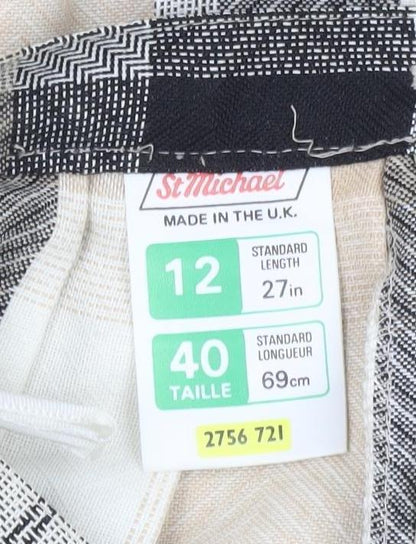 St Michael
MADE IN THE U.K.
12
STANDARD
LENGTH
27in
40
TAILLE
STANDARD
LONGUEUR
69cm
2756 721